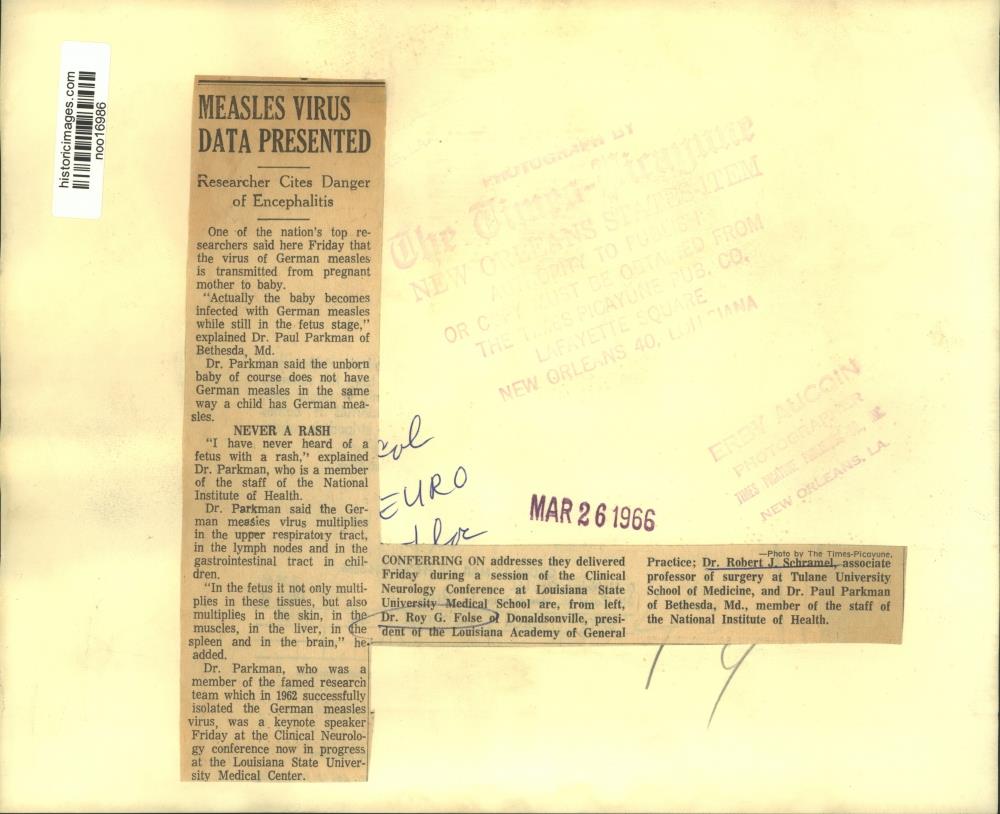 historicimages.com
noo16986
MEASLES VIRUS
DATA PRESENTED
Researcher Cites Danger
of Encephalitis
One of the nation's top re-
searchers said here Friday that
the virus of German measles
is transmitted from pregnant
mother to baby.
"Actually the baby becomes
infected with German measles
while still in the fetus stage,"
explained Dr. Paul Parkman of
Bethesda, Md.
Dr. Parkman said the unborn
baby of course does not have
German measles in the same
way a child has German mea-
sles.
NEVER A RASH
"I have never heard of a
fetus with a rash," explained
Dr. Parkman, who is a member
of the staff of the National
Institute of Health.
Dr. Parkman said the Ger-
man measles virus multiplies
in the upper respiratory tract,
in the lymph nodes and in the
gastrointestinal tract in chil-
dren.
"In the fetus it not only multi-
plies in these tissues, but also
multiplies in the skin, in the
muscles, in the liver, in the
spleen and in the brain," he
added.
Dr. Parkman, who was a
member of the famed research
team which in 1962 successfully
isolated the German measles
virus, was a keynote speaker
Friday at the Clinical Neurolo-
gy conference now in progress
at the Louisiana State Univer-
sity Medical Center.
PHOTOGRAPH BY
The Times-Picayune
NEW ORLEANS STATES ITEM
OR COPY MUST BE OBTAINED FROM
THE TIMES PICAYUNE PUB. CO.
LAFAYETTE SQUARE
NEW ORLEANS 40, LOUISIANA
PHOTOGRAPHER
NEW ORLEANS, LA.
EURO
MAR 26 1966
—Photo by The Times-Picayune.
CONFERRING ON addresses they delivered
Friday during a session of the Clinical
Neurology Conference at Louisiana State
University Medical School are, from left,
Dr. Roy G. Folse of Donaldsonville, presi-
dent of the Louisiana Academy of General
Practice; Dr. Robert J. Schramel, associate
professor of surgery at Tulane University
School of Medicine, and Dr. Paul Parkman
of Bethesda, Md., member of the staff of
the National Institute of Health.